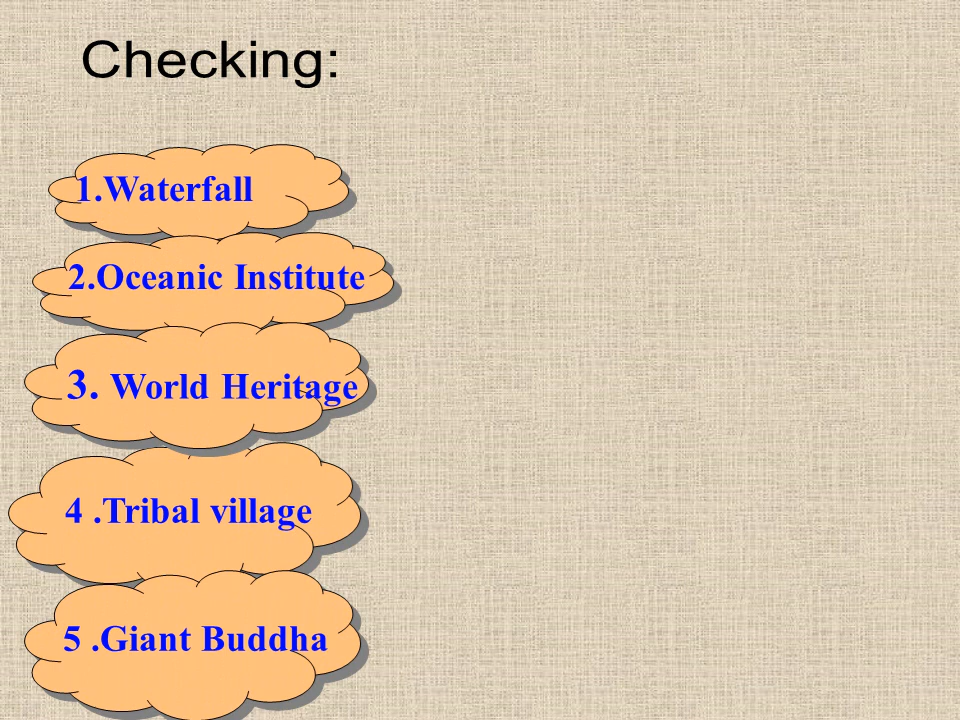 Checking:
1.Waterfall
2.Oceanic Institute
3. World Heritage
4 .Tribal village
5 .Giant Buddha